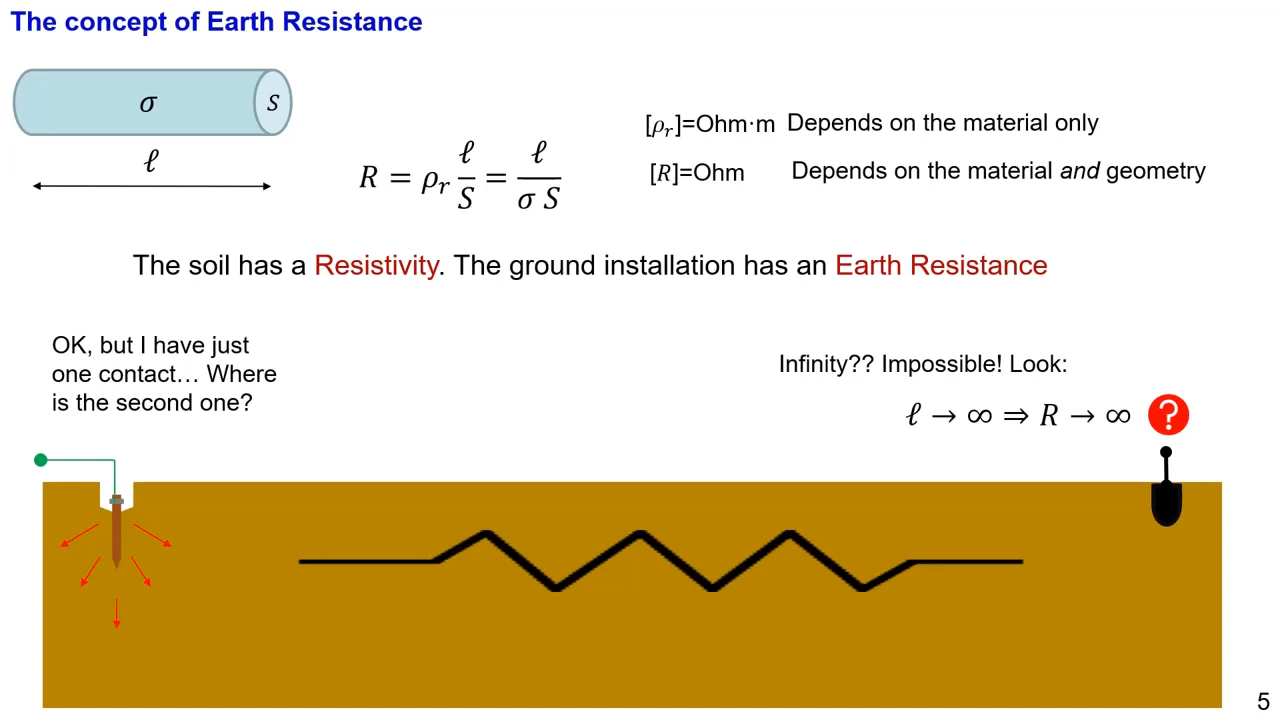 The concept of Earth Resistance
σ
S
ℓ
R = ρᵣ ℓ/S = ℓ/(σ S)
[ρᵣ]=Ohm·m Depends on the material only
[R]=Ohm Depends on the material and geometry
The soil has a Resistivity. The ground installation has an Earth Resistance
OK, but I have just
one contact… Where
is the second one?
Infinity?? Impossible! Look:
ℓ → ∞ ⇒ R → ∞ ?
5